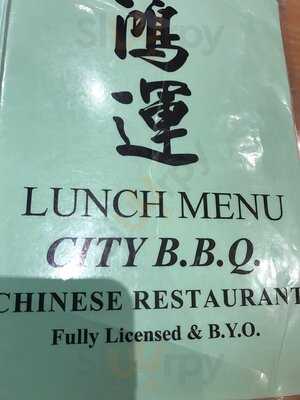 鴻
運
LUNCH MENU
CITY B.B.Q.
CHINESE RESTAURANT
Fully Licensed & B.Y.O.